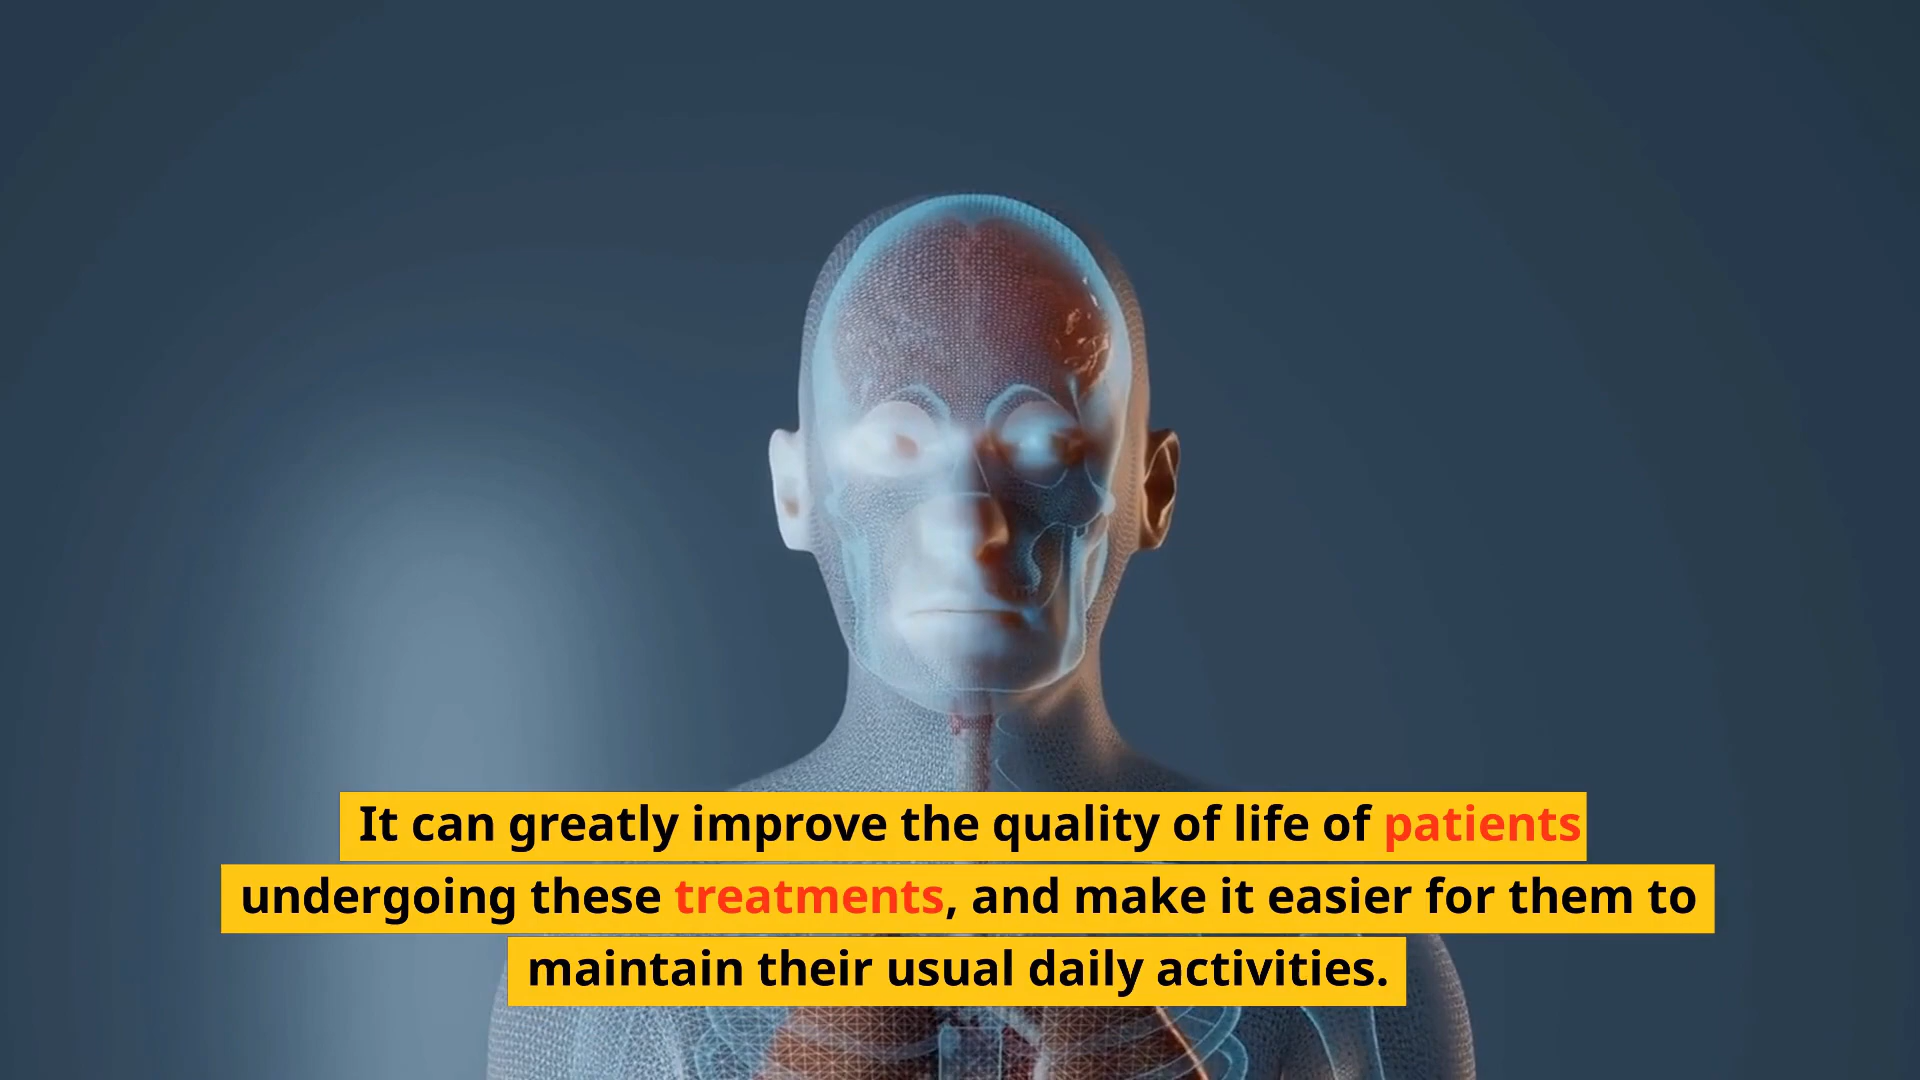 It can greatly improve the quality of life of patients
undergoing these treatments, and make it easier for them to
maintain their usual daily activities.